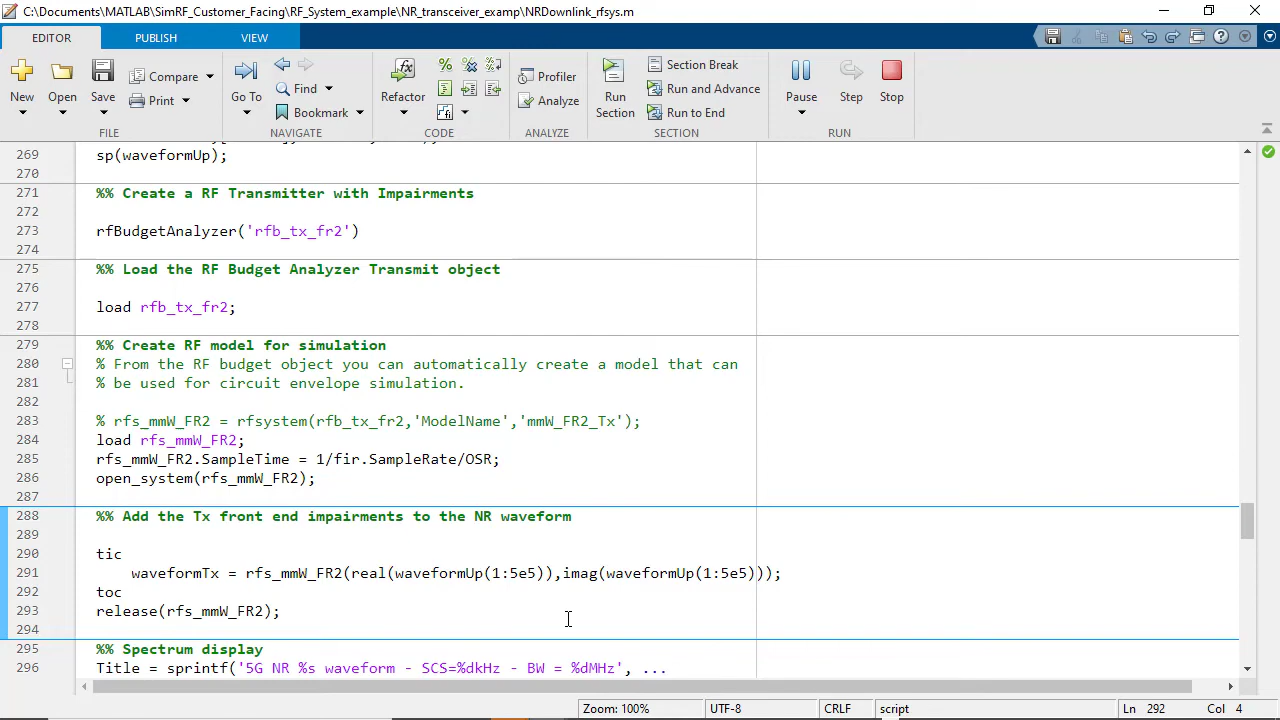 C:\Documents\MATLAB\SimRF_Customer_Facing\RF_System_example\NR_transceiver_examp\NRDownlink_rfsys.m
EDITOR PUBLISH VIEW
New Open Save Compare Print Go To Find Bookmark Refactor Profiler Analyze Run Section Section Break Run and Advance Run to End Pause Step Stop
FILE NAVIGATE CODE ANALYZE SECTION RUN
269 sp(waveformUp);
270
271 %% Create a RF Transmitter with Impairments
272
273 rfBudgetAnalyzer('rfb_tx_fr2')
274
275 %% Load the RF Budget Analyzer Transmit object
276
277 load rfb_tx_fr2;
278
279 %% Create RF model for simulation
280 % From the RF budget object you can automatically create a model that can
281 % be used for circuit envelope simulation.
282
283 % rfs_mmW_FR2 = rfsystem(rfb_tx_fr2,'ModelName','mmW_FR2_Tx');
284 load rfs_mmW_FR2;
285 rfs_mmW_FR2.SampleTime = 1/fir.SampleRate/OSR;
286 open_system(rfs_mmW_FR2);
287
288 %% Add the Tx front end impairments to the NR waveform
289
290 tic
291 waveformTx = rfs_mmW_FR2(real(waveformUp(1:5e5)),imag(waveformUp(1:5e5)));
292 toc
293 release(rfs_mmW_FR2);
294
295 %% Spectrum display
296 Title = sprintf('5G NR %s waveform - SCS=%dkHz - BW = %dMHz', ...
Zoom: 100% UTF-8 CRLF script Ln 292 Col 4